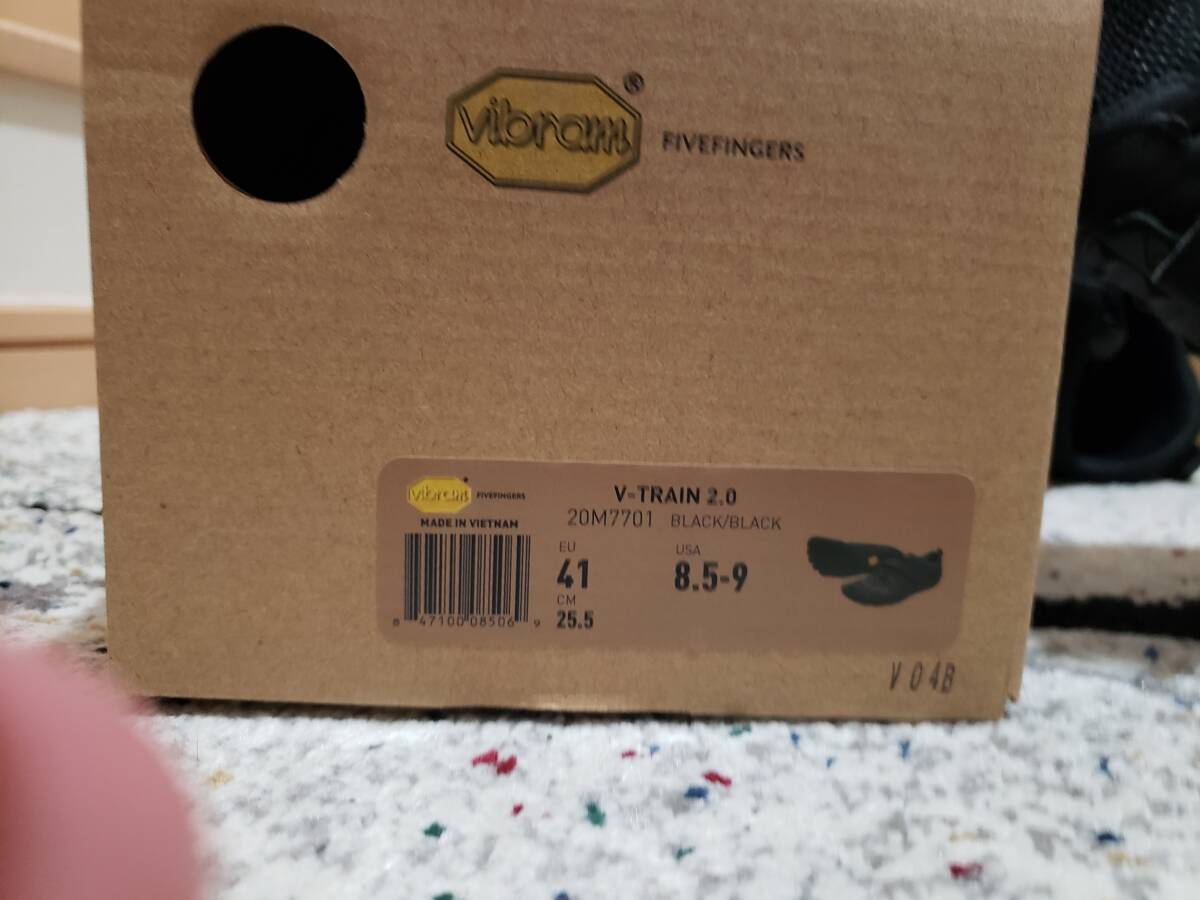 vibram®
FIVEFINGERS
vibram FIVEFINGERS
MADE IN VIETNAM
V-TRAIN 2.0
20M7701 BLACK/BLACK
EU
41
USA
8.5-9
CM
25.5
8 47100 08506 9
V04B